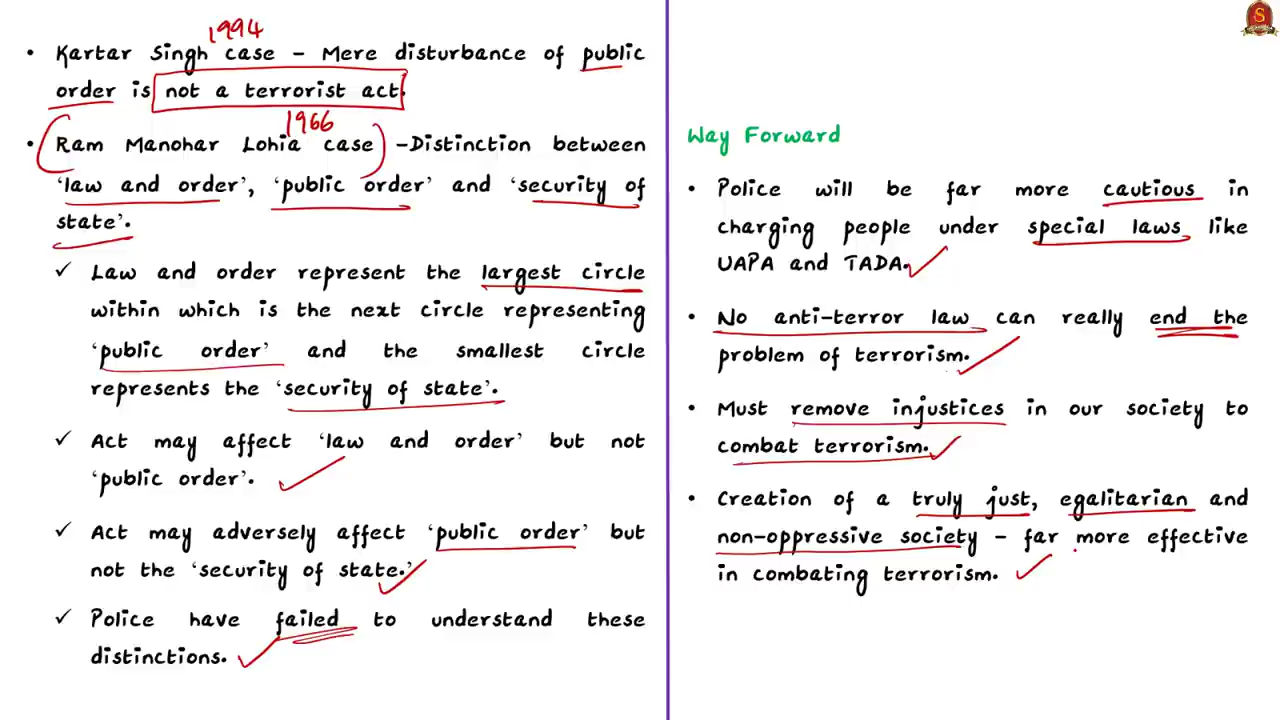 1994
• Kartar Singh case – Mere disturbance of public
order is not a terrorist act.
1966
• Ram Manohar Lohia case –Distinction between
‘law and order’, ‘public order’ and ‘security of
state’.
✓ Law and order represent the largest circle
within which is the next circle representing
‘public order’ and the smallest circle
represents the ‘security of state’.
✓ Act may affect ‘law and order’ but not
‘public order’.
✓ Act may adversely affect ‘public order’ but
not the ‘security of state.’
✓ Police have failed to understand these
distinctions.
Way Forward
• Police will be far more cautious in
charging people under special laws like
UAPA and TADA.
• No anti-terror law can really end the
problem of terrorism.
• Must remove injustices in our society to
combat terrorism.
• Creation of a truly just, egalitarian and
non-oppressive society – far more effective
in combating terrorism.
S